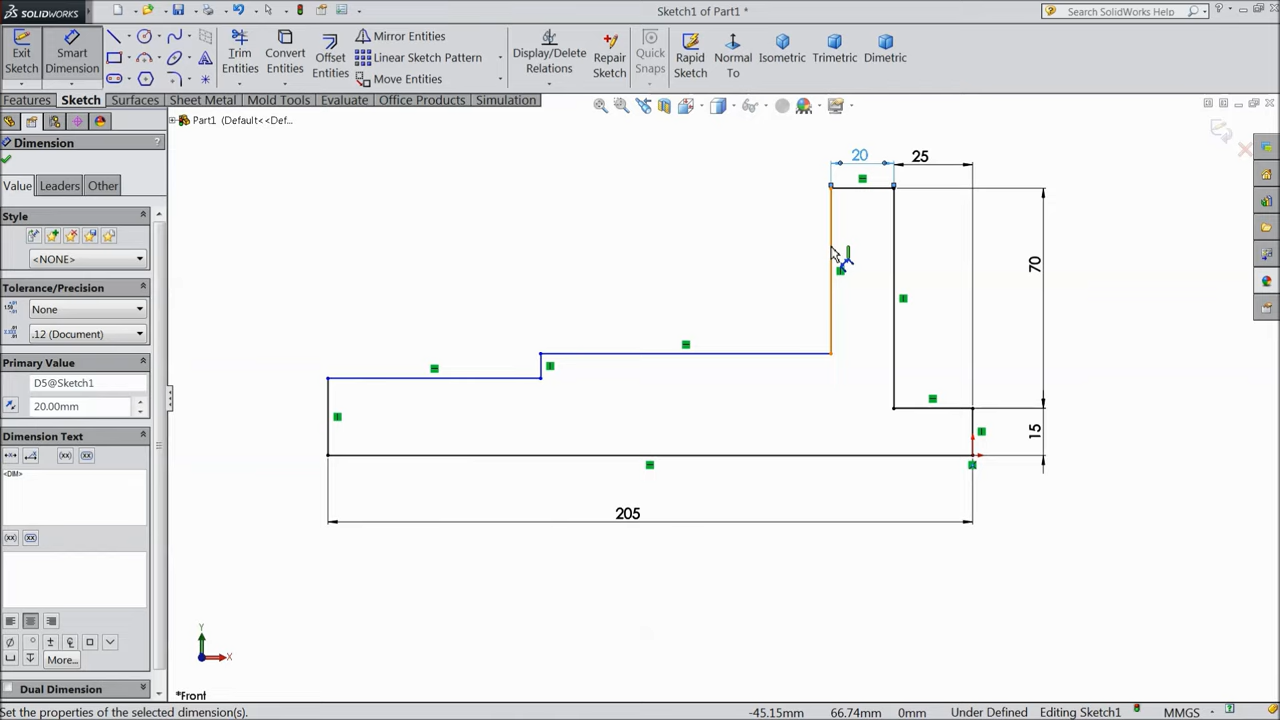 SOLIDWORKS
Sketch1 of Part1 *
Search SolidWorks Help
Exit Sketch
Smart Dimension
Trim Entities
Convert Entities
Offset Entities
Mirror Entities
Linear Sketch Pattern
Move Entities
Display/Delete Relations
Repair Sketch
Quick Snaps
Rapid Sketch
Normal To
Isometric
Trimetric
Dimetric
Features
Sketch
Surfaces
Sheet Metal
Mold Tools
Evaluate
Office Products
Simulation
Part1 (Default<<Def...
Dimension
Value
Leaders
Other
Style
<NONE>
Tolerance/Precision
None
.12 (Document)
Primary Value
D5@Sketch1
20.00mm
Dimension Text
<DIM>
More...
Dual Dimension
20
25
70
15
205
Y
X
*Front
Set the properties of the selected dimension(s).
-45.15mm
66.74mm
0mm
Under Defined
Editing Sketch1
MMGS